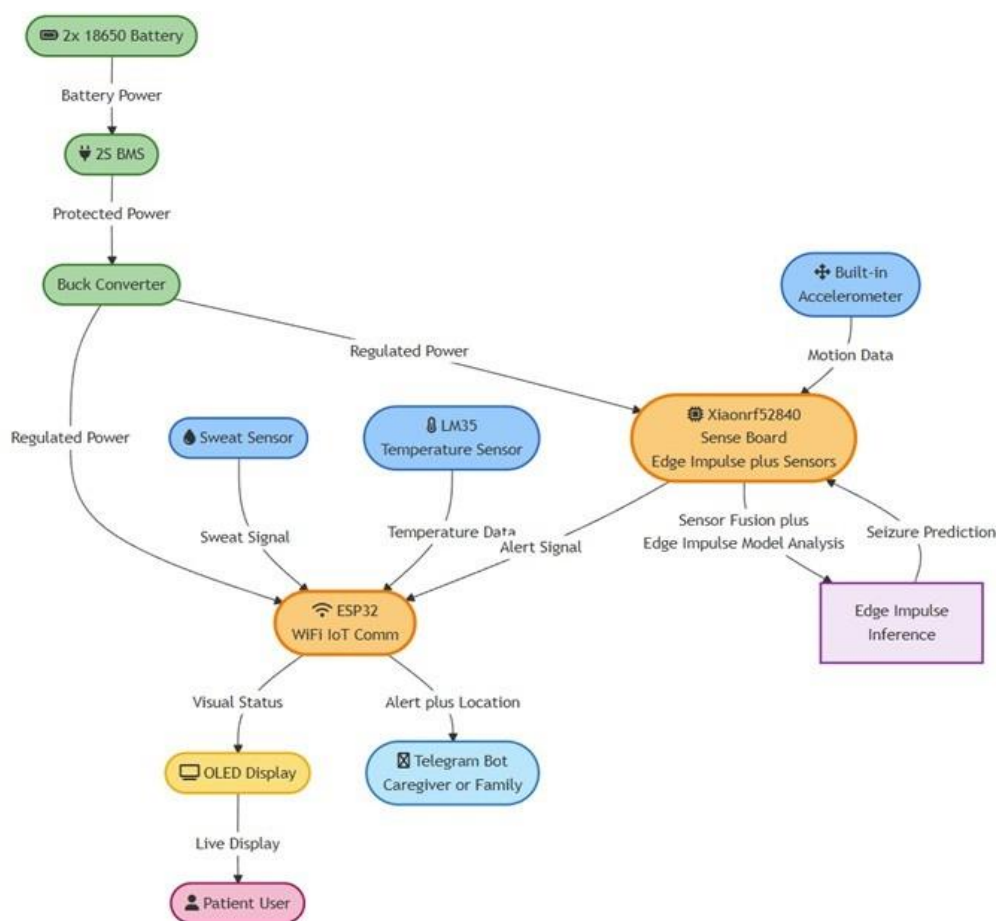 2x 18650 Battery
Battery Power
2S BMS
Protected Power
Buck Converter
Built-in
Accelerometer
Regulated Power
Motion Data
Regulated Power
Sweat Sensor
LM35
Temperature Sensor
Xiaonrf52840
Sense Board
Edge Impulse plus Sensors
Sweat Signal
Temperature Data
Alert Signal
Sensor Fusion plus
Edge Impulse Model Analysis
Seizure Prediction
ESP32
WiFi IoT Comm
Edge Impulse
Inference
Visual Status
Alert plus Location
OLED Display
Telegram Bot
Caregiver or Family
Live Display
Patient User